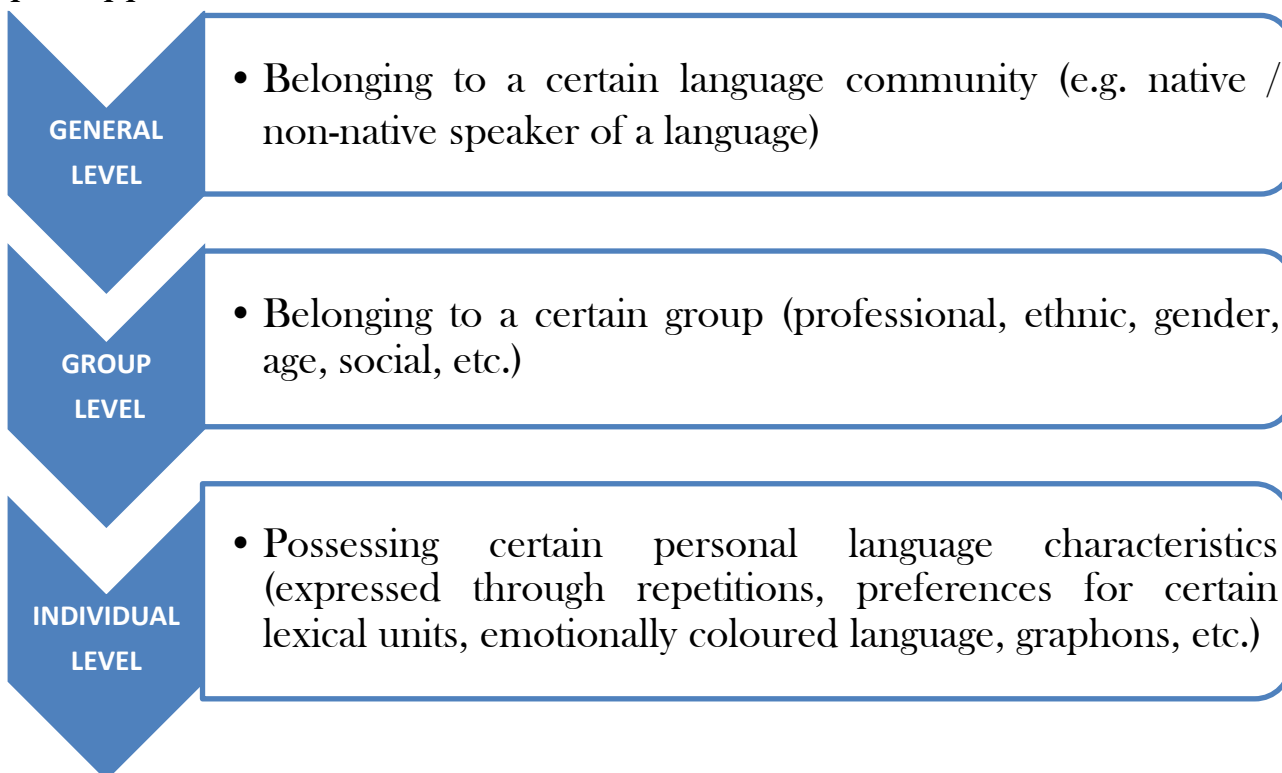 • Belonging to a certain language community (e.g. native /
non-native speaker of a language)
GENERAL
LEVEL
• Belonging to a certain group (professional, ethnic, gender,
age, social, etc.)
GROUP
LEVEL
• Possessing certain personal language characteristics
(expressed through repetitions, preferences for certain
lexical units, emotionally coloured language, graphons, etc.)
INDIVIDUAL
LEVEL